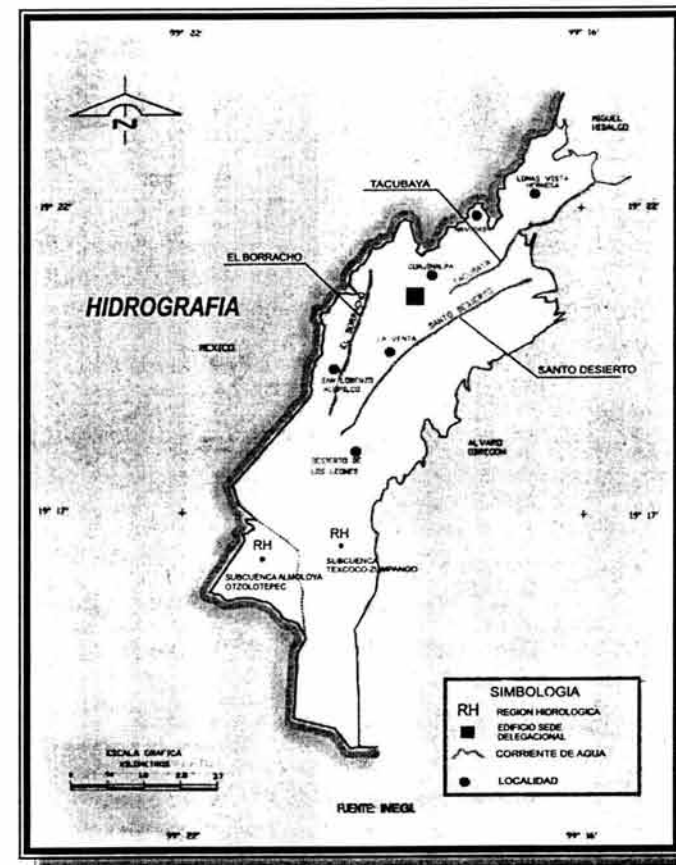 99° 22'
99° 16'
N
MIGUEL
HIDALGO
LOMAS VISTA
HERMOSA
TACUBAYA
19° 22'
19° 22'
CUAJIMALPA
TACUBAYA
EL BORRACHO
HIDROGRAFIA
SANTO DESIERTO
MEXICO
LA VENTA
SAN LORENZO
ACOPILCO
SANTO DESIERTO
ALVARO
OBREGON
DESIERTO DE
LOS LEONES
19° 17'
19° 17'
RH
RH
SUBCUENCA
TEXCOCO-ZUMPANGO
SUBCUENCA ALMOLOYA
OTZOLOTEPEC
SIMBOLOGIA
RH REGION HIDROLOGICA
EDIFICIO SEDE
DELEGACIONAL
CORRIENTE DE AGUA
LOCALIDAD
ESCALA GRAFICA
KILOMETROS
FUENTE: INEGI.
99° 22'
99° 16'